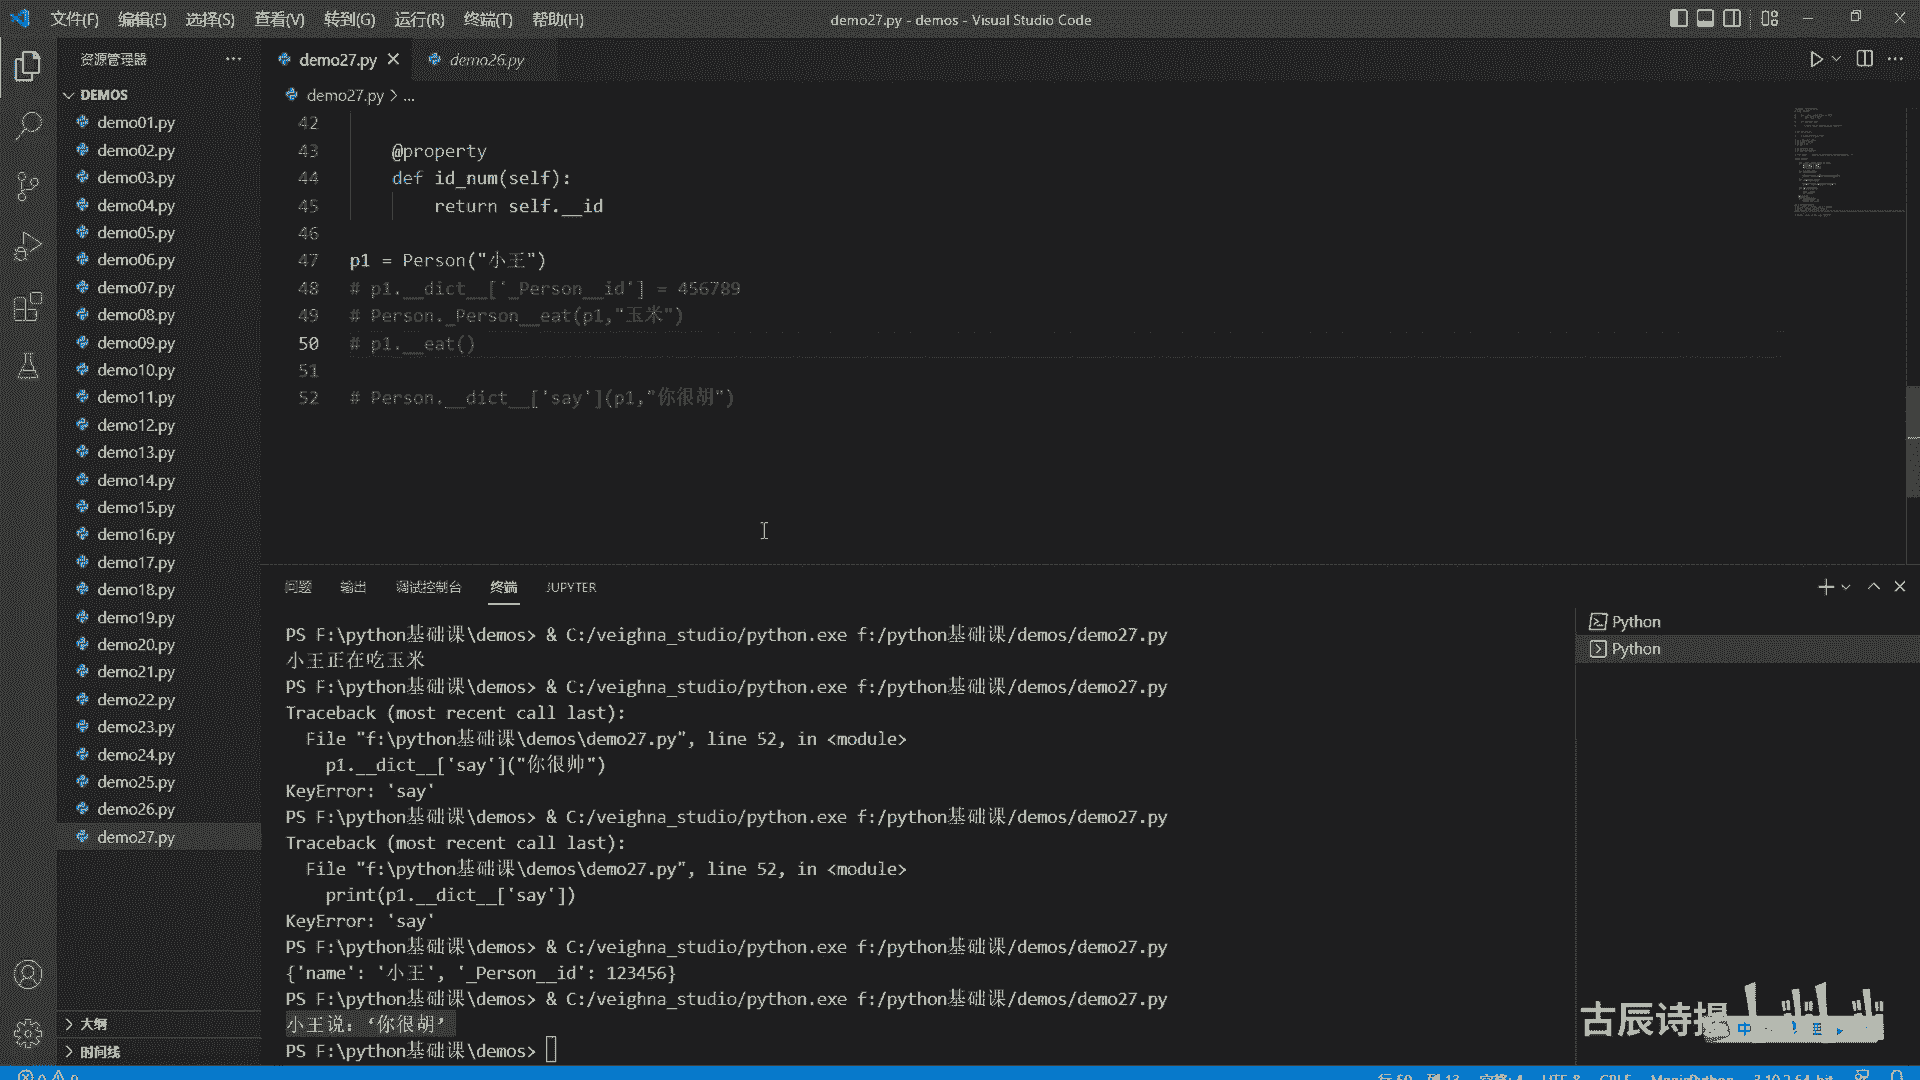 文件(F) 编辑(E) 选择(S) 查看(V) 转到(G) 运行(R) 终端(T) 帮助(H) demo27.py - demos - Visual Studio Code
资源管理器
DEMOS
demo01.py
demo02.py
demo03.py
demo04.py
demo05.py
demo06.py
demo07.py
demo08.py
demo09.py
demo10.py
demo11.py
demo12.py
demo13.py
demo14.py
demo15.py
demo16.py
demo17.py
demo18.py
demo19.py
demo20.py
demo21.py
demo22.py
demo23.py
demo24.py
demo25.py
demo26.py
demo27.py
大纲
时间线
demo27.py demo26.py
demo27.py > ...
42
43 @property
44 def id_num(self):
45 return self.__id
46
47 p1 = Person("小王")
48 # p1.__dict__['_Person__id'] = 456789
49 # Person._Person__eat(p1,"玉米")
50 # p1.__eat()
51
52 # Person.__dict__['say'](p1,"你很胡")
问题 输出 调试控制台 终端 JUPYTER
PS F:\python基础课\demos> & C:/veighna_studio/python.exe f:/python基础课/demos/demo27.py
小王正在吃玉米
PS F:\python基础课\demos> & C:/veighna_studio/python.exe f:/python基础课/demos/demo27.py
Traceback (most recent call last):
File "f:\python基础课\demos\demo27.py", line 52, in <module>
p1.__dict__['say']("你很帅")
KeyError: 'say'
PS F:\python基础课\demos> & C:/veighna_studio/python.exe f:/python基础课/demos/demo27.py
Traceback (most recent call last):
File "f:\python基础课\demos\demo27.py", line 52, in <module>
print(p1.__dict__['say'])
KeyError: 'say'
PS F:\python基础课\demos> & C:/veighna_studio/python.exe f:/python基础课/demos/demo27.py
{'name': '小王', '_Person__id': 123456}
PS F:\python基础课\demos> & C:/veighna_studio/python.exe f:/python基础课/demos/demo27.py
小王说：‘你很胡’
PS F:\python基础课\demos>
Python
Python
古辰诗提
中